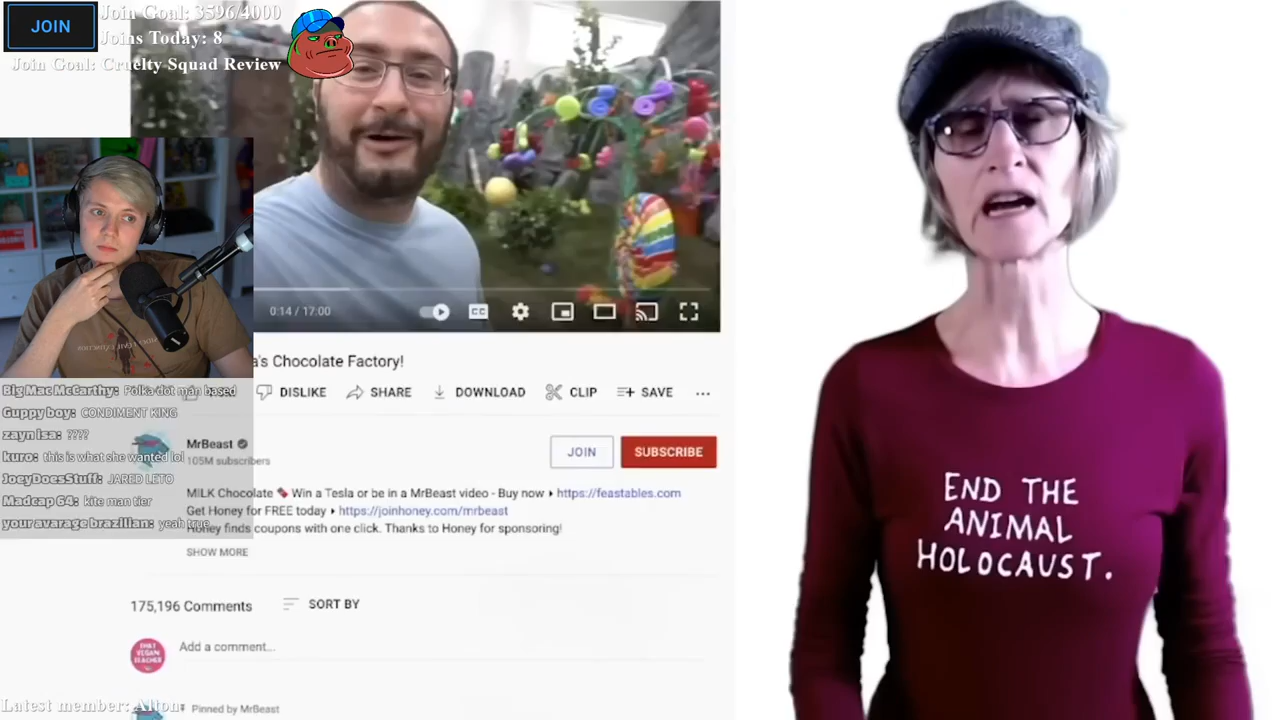 JOIN
Join Goal: 3596/4000
Joins Today: 8
Join Goal: Cruelty Squad Review
0:14 / 17:00
CC
a's Chocolate Factory!
DISLIKE
SHARE
DOWNLOAD
CLIP
SAVE
MrBeast
105M subscribers
JOIN
SUBSCRIBE
MILK Chocolate Win a Tesla or be in a MrBeast video - Buy now https://feastables.com
Get Honey for FREE today https://joinhoney.com/mrbeast
Honey finds coupons with one click. Thanks to Honey for sponsoring!
SHOW MORE
175,196 Comments
SORT BY
THAT VEGAN TEACHER
Add a comment...
Pinned by MrBeast
Big Mac McCarthy: Polka dot man based
Guppy boy: CONDIMENT KING
zayn isa: ????
kuro: this is what she wanted lol
JoeyDoesStuff: JARED LETO
Madcap 64: kite man tier
your avarage brazilian: yeah true
Latest member: Alton
END THE
ANIMAL
HOLOCAUST.